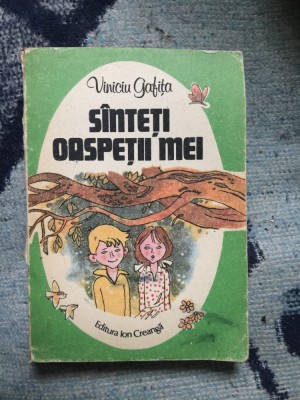 Viniciu Gafița
SÎNTEȚI
OASPEȚII MEI
Editura Ion Creangă